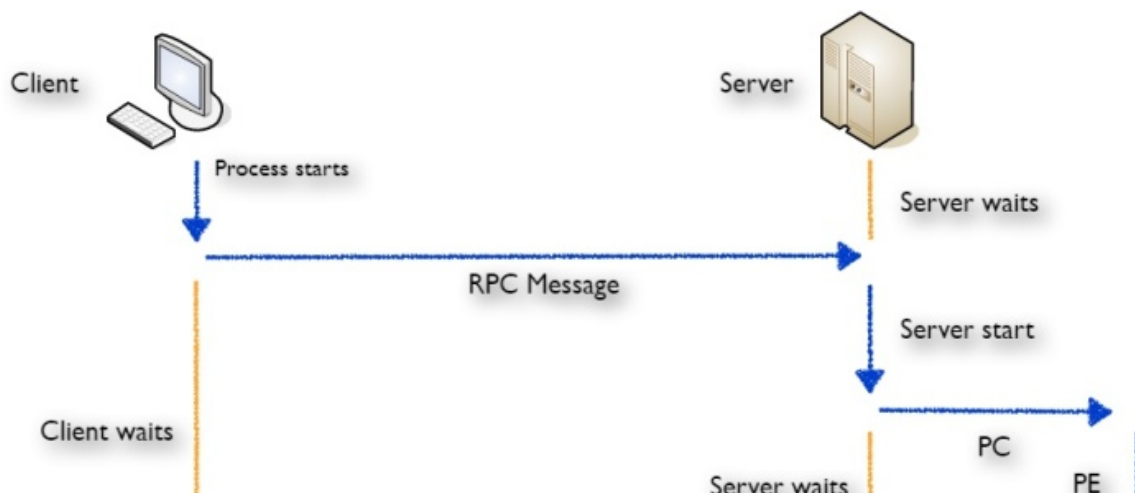 Client
Server
Process starts
Server waits
RPC Message
Server start
Client waits
PC
Server waits
PE